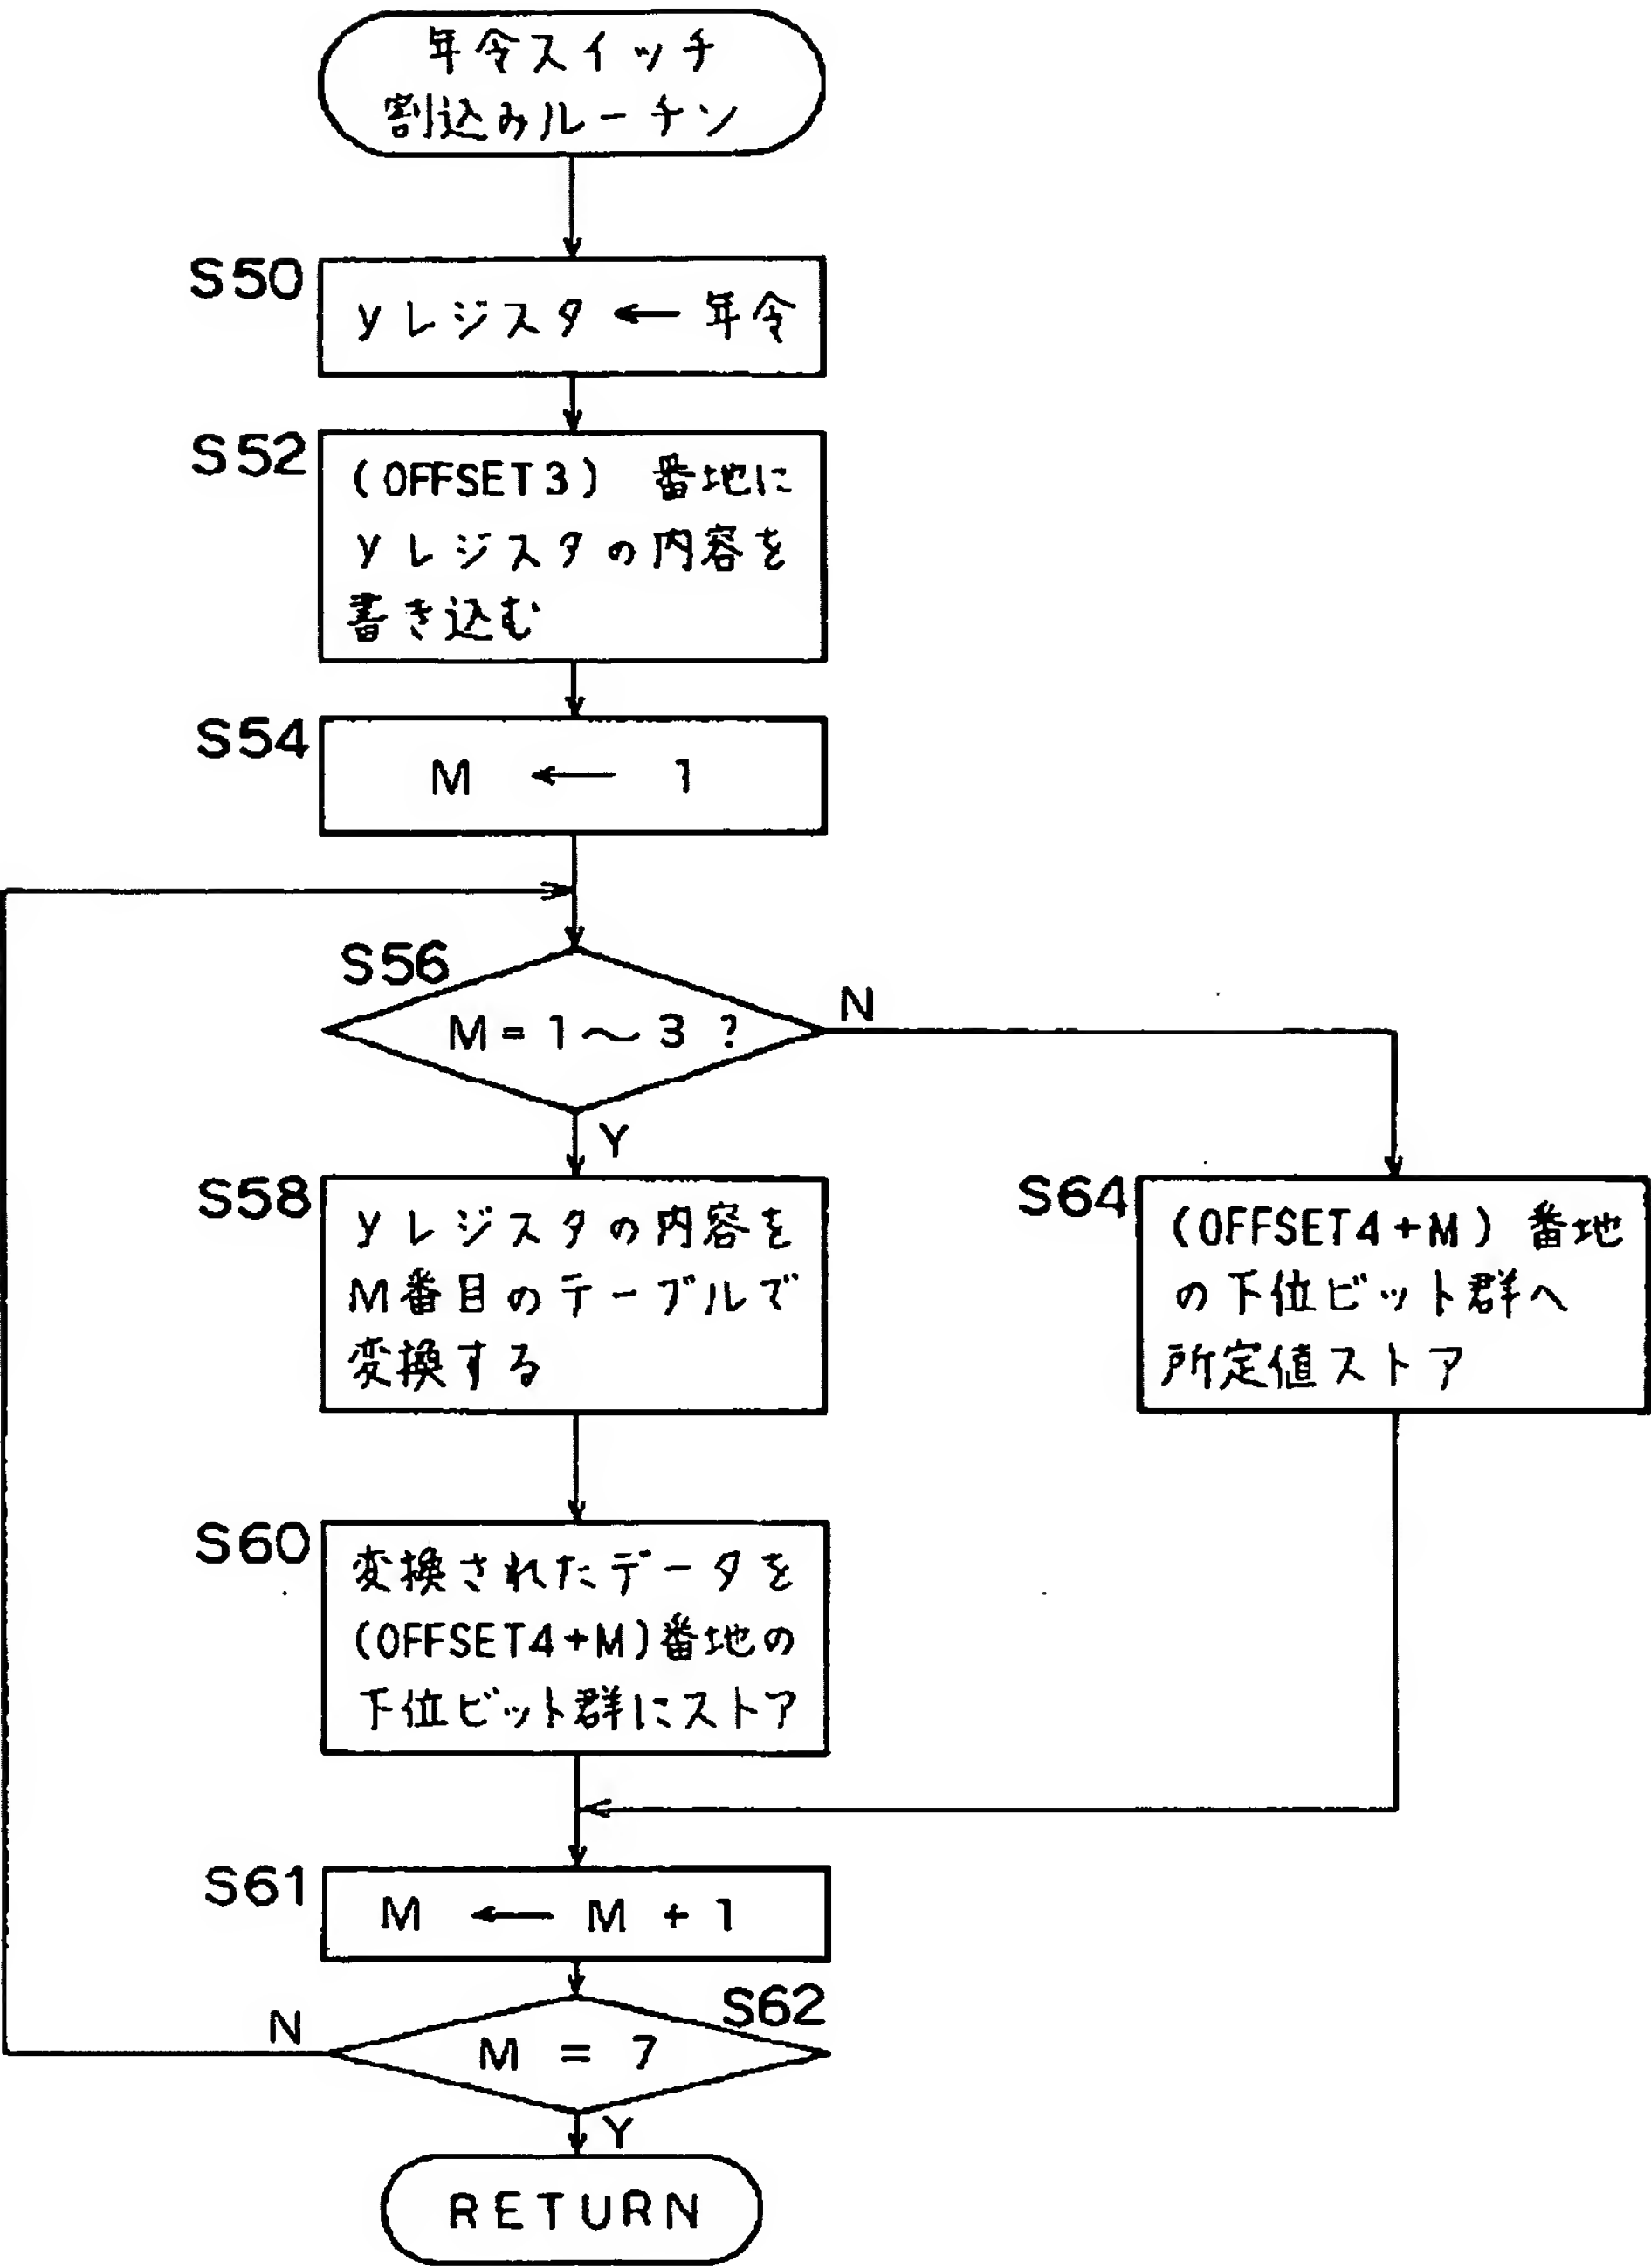 年令スイッチ
割込みルーチン
S50
yレジスタ ← 年令
S52
(OFFSET3) 番地に
yレジスタの内容を
書き込む
S54
M ← 1
S56
M=1～3 ?
N
Y
S58
yレジスタの内容を
M番目のテーブルで
変換する
S64
(OFFSET4+M) 番地
の下位ビット群へ
所定値ストア
S60
変換されたデータを
(OFFSET4+M)番地の
下位ビット群にストア
S61
M ← M + 1
S62
N
M = 7
Y
RETURN